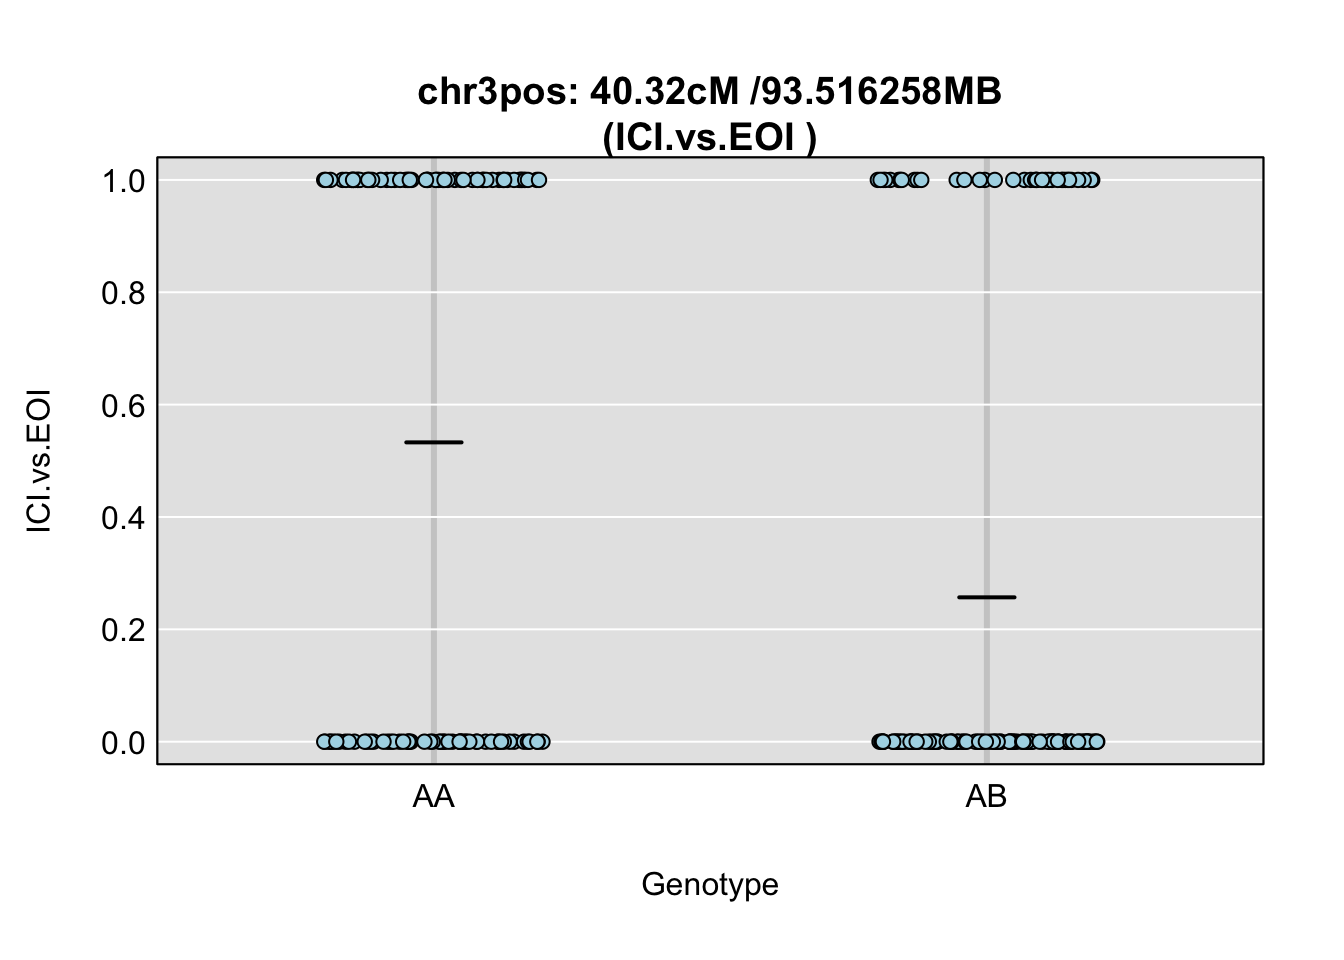 chr3pos: 40.32cM /93.516258MB
(ICI.vs.EOI )
1.0
0.8
0.6
0.4
0.2
0.0
ICI.vs.EOI
AA
AB
Genotype